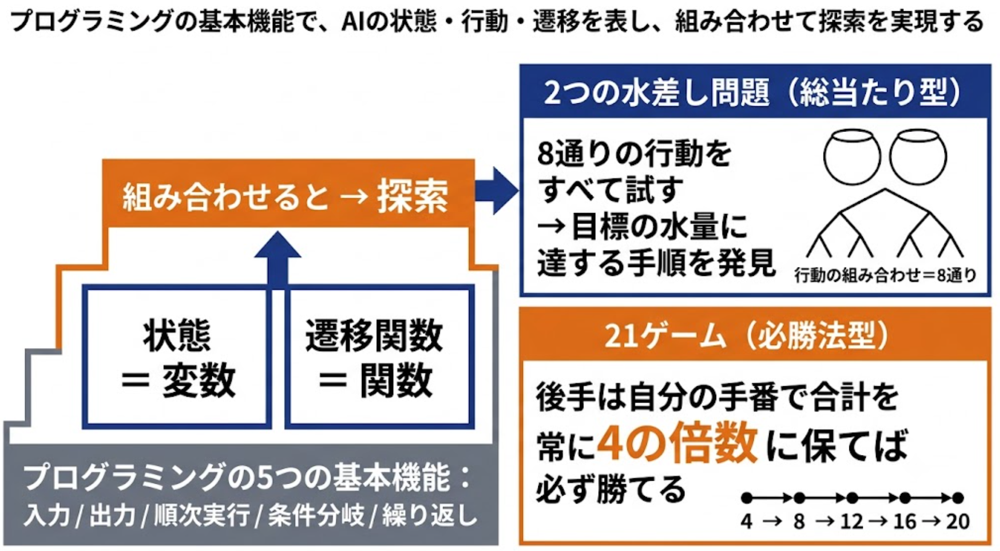 プログラミングの基本機能で、AIの状態・行動・遷移を表し、組み合わせて探索を実現する
組み合わせると → 探索
状態
＝ 変数
遷移関数
＝ 関数
プログラミングの5つの基本機能：
入力 / 出力 / 順次実行 / 条件分岐 / 繰り返し
2つの水差し問題（総当たり型）
8通りの行動を
すべて試す
→ 目標の水量に
達する手順を発見
行動の組み合わせ＝8通り
21ゲーム（必勝法型）
後手は自分の手番で合計を
常に4の倍数に保てば
必ず勝てる
4 → 8 → 12 → 16 → 20